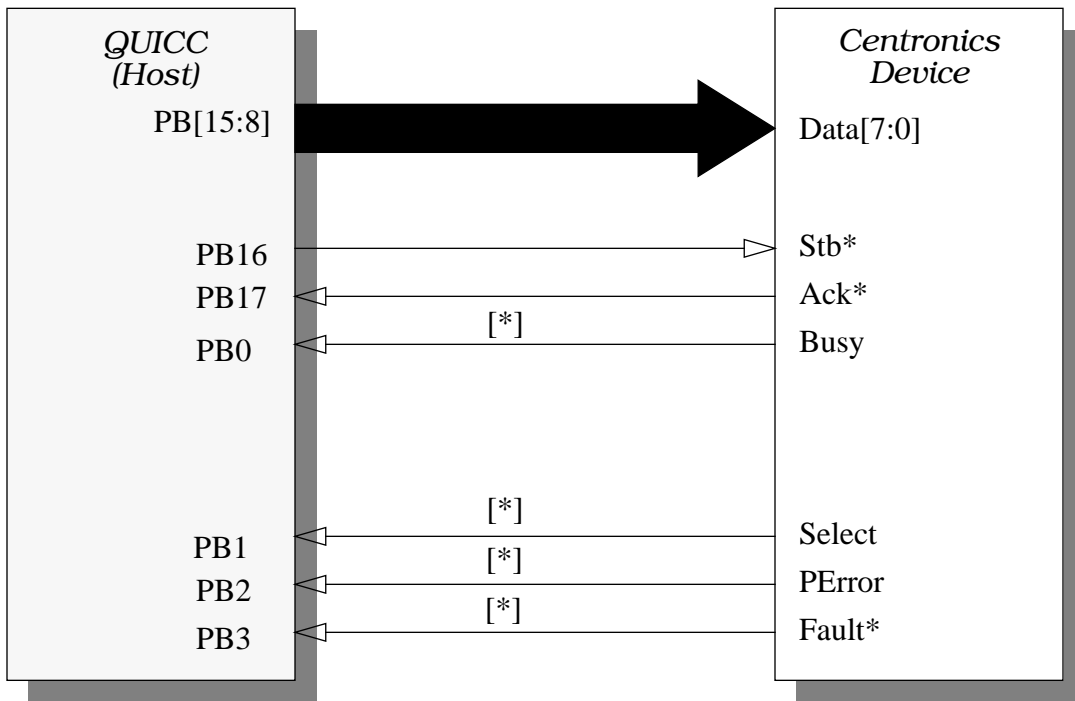 QUICC
(Host)
Centronics
Device
PB[15:8]
Data[7:0]
PB16
Stb*
PB17
Ack*
[*]
PB0
Busy
[*]
PB1
Select
[*]
PB2
PError
[*]
PB3
Fault*